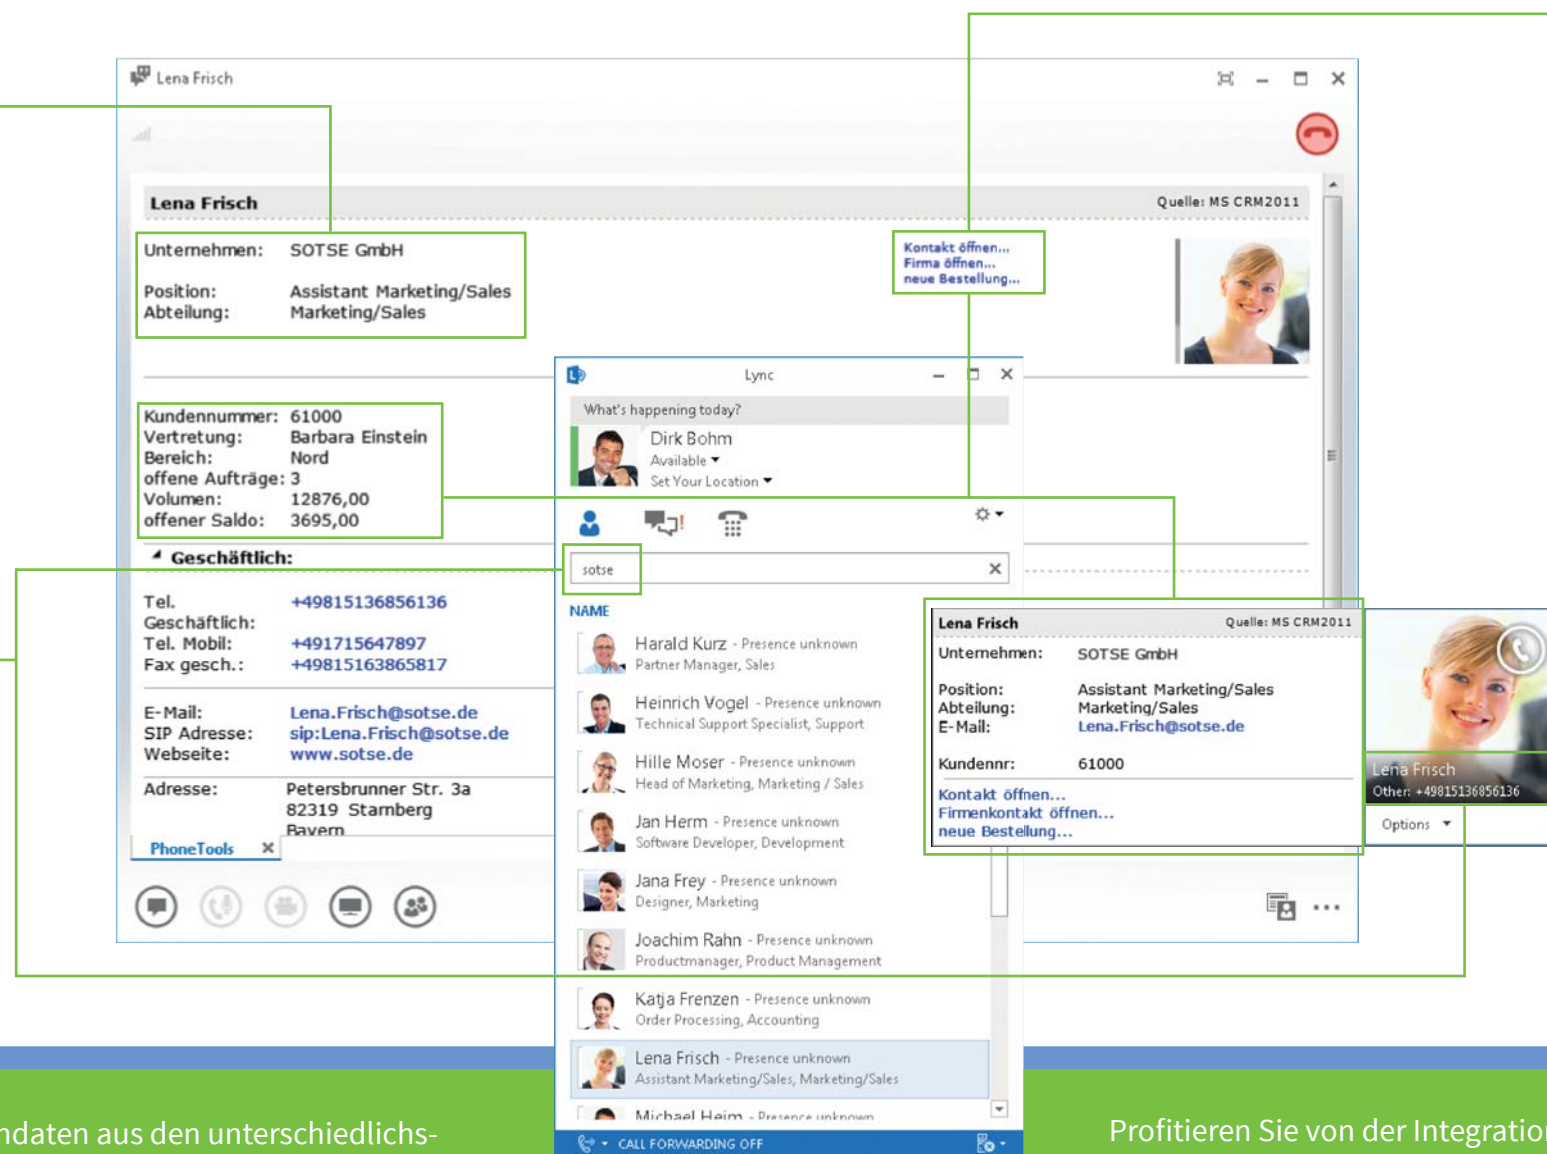 Lena Frisch
Lena Frisch
Quelle: MS CRM2011
Unternehmen: SOTSE GmbH
Position: Assistant Marketing/Sales
Abteilung: Marketing/Sales
Kontakt öffnen...
Firma öffnen...
neue Bestellung...
Kundennummer: 61000
Vertretung: Barbara Einstein
Bereich: Nord
offene Aufträge: 3
Volumen: 12876,00
offener Saldo: 3695,00
Geschäftlich:
Tel. Geschäftlich: +49815136856136
Tel. Mobil: +491715647897
Fax gesch.: +49815163865817
E-Mail: Lena.Frisch@sotse.de
SIP Adresse: sip:Lena.Frisch@sotse.de
Webseite: www.sotse.de
Adresse: Petersbrunner Str. 3a
82319 Starnberg
Bayern
PhoneTools
Lync
What's happening today?
Dirk Bohm
Available
Set Your Location
sotse
NAME
Harald Kurz - Presence unknown
Partner Manager, Sales
Heinrich Vogel - Presence unknown
Technical Support Specialist, Support
Hille Moser - Presence unknown
Head of Marketing, Marketing / Sales
Jan Herm - Presence unknown
Software Developer, Development
Jana Frey - Presence unknown
Designer, Marketing
Joachim Rahn - Presence unknown
Productmanager, Product Management
Katja Frenzen - Presence unknown
Order Processing, Accounting
Lena Frisch - Presence unknown
Assistant Marketing/Sales, Marketing/Sales
Michael Heim - Presence unknown
CALL FORWARDING OFF
Lena Frisch
Quelle: MS CRM2011
Unternehmen: SOTSE GmbH
Position: Assistant Marketing/Sales
Abteilung: Marketing/Sales
E-Mail: Lena.Frisch@sotse.de
Kundennr: 61000
Kontakt öffnen...
Firmenkontakt öffnen...
neue Bestellung...
Lena Frisch
Other: +49815136856136
Options
ndaten aus den unterschiedlichs-
Profitieren Sie von der Integration